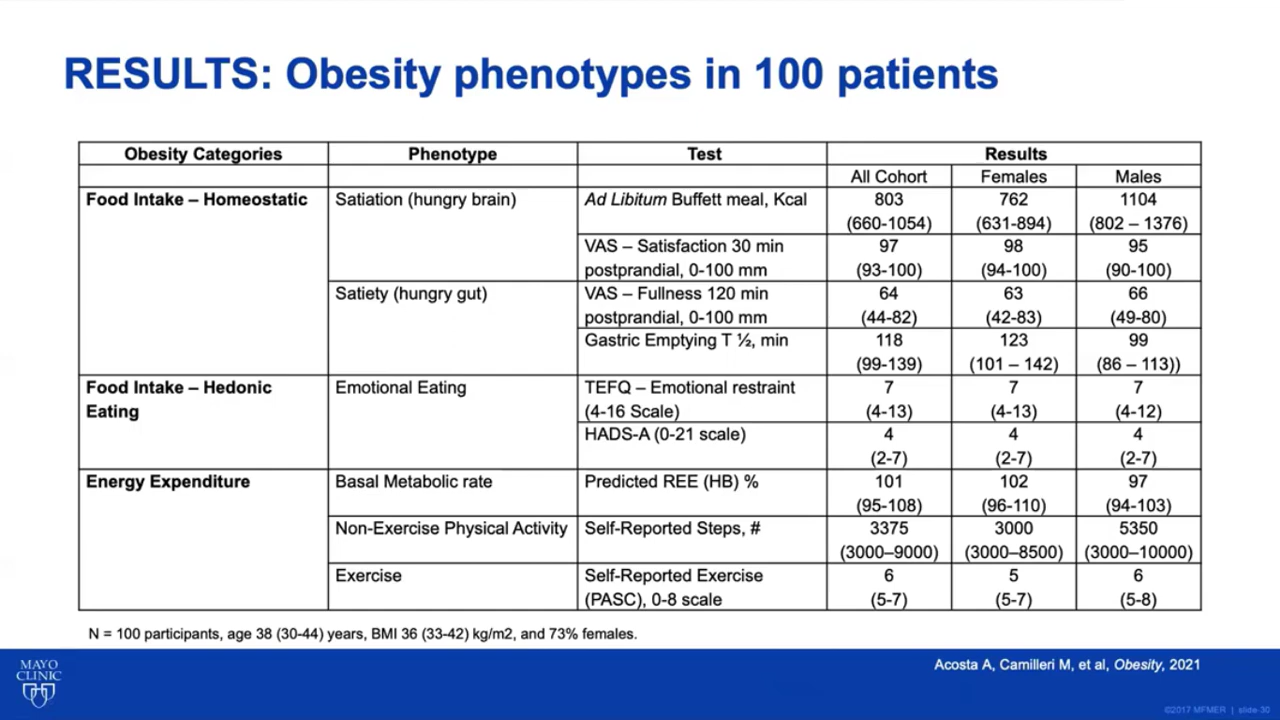 RESULTS: Obesity phenotypes in 100 patients
Obesity Categories Phenotype Test Results
All Cohort Females Males
Food Intake – Homeostatic Satiation (hungry brain) Ad Libitum Buffett meal, Kcal 803 762 1104
(660-1054) (631-894) (802 – 1376)
VAS – Satisfaction 30 min 97 98 95
postprandial, 0-100 mm (93-100) (94-100) (90-100)
Satiety (hungry gut) VAS – Fullness 120 min 64 63 66
postprandial, 0-100 mm (44-82) (42-83) (49-80)
Gastric Emptying T ½, min 118 123 99
(99-139) (101 – 142) (86 – 113))
Food Intake – Hedonic Emotional Eating TEFQ – Emotional restraint 7 7 7
Eating (4-16 Scale) (4-13) (4-13) (4-12)
HADS-A (0-21 scale) 4 4 4
(2-7) (2-7) (2-7)
Energy Expenditure Basal Metabolic rate Predicted REE (HB) % 101 102 97
(95-108) (96-110) (94-103)
Non-Exercise Physical Activity Self-Reported Steps, # 3375 3000 5350
(3000–9000) (3000–8500) (3000–10000)
Exercise Self-Reported Exercise 6 5 6
(PASC), 0-8 scale (5-7) (5-7) (5-8)
N = 100 participants, age 38 (30-44) years, BMI 36 (33-42) kg/m2, and 73% females.
MAYO
CLINIC
Acosta A, Camilleri M, et al, Obesity, 2021
©2017 MFMER | slide-30